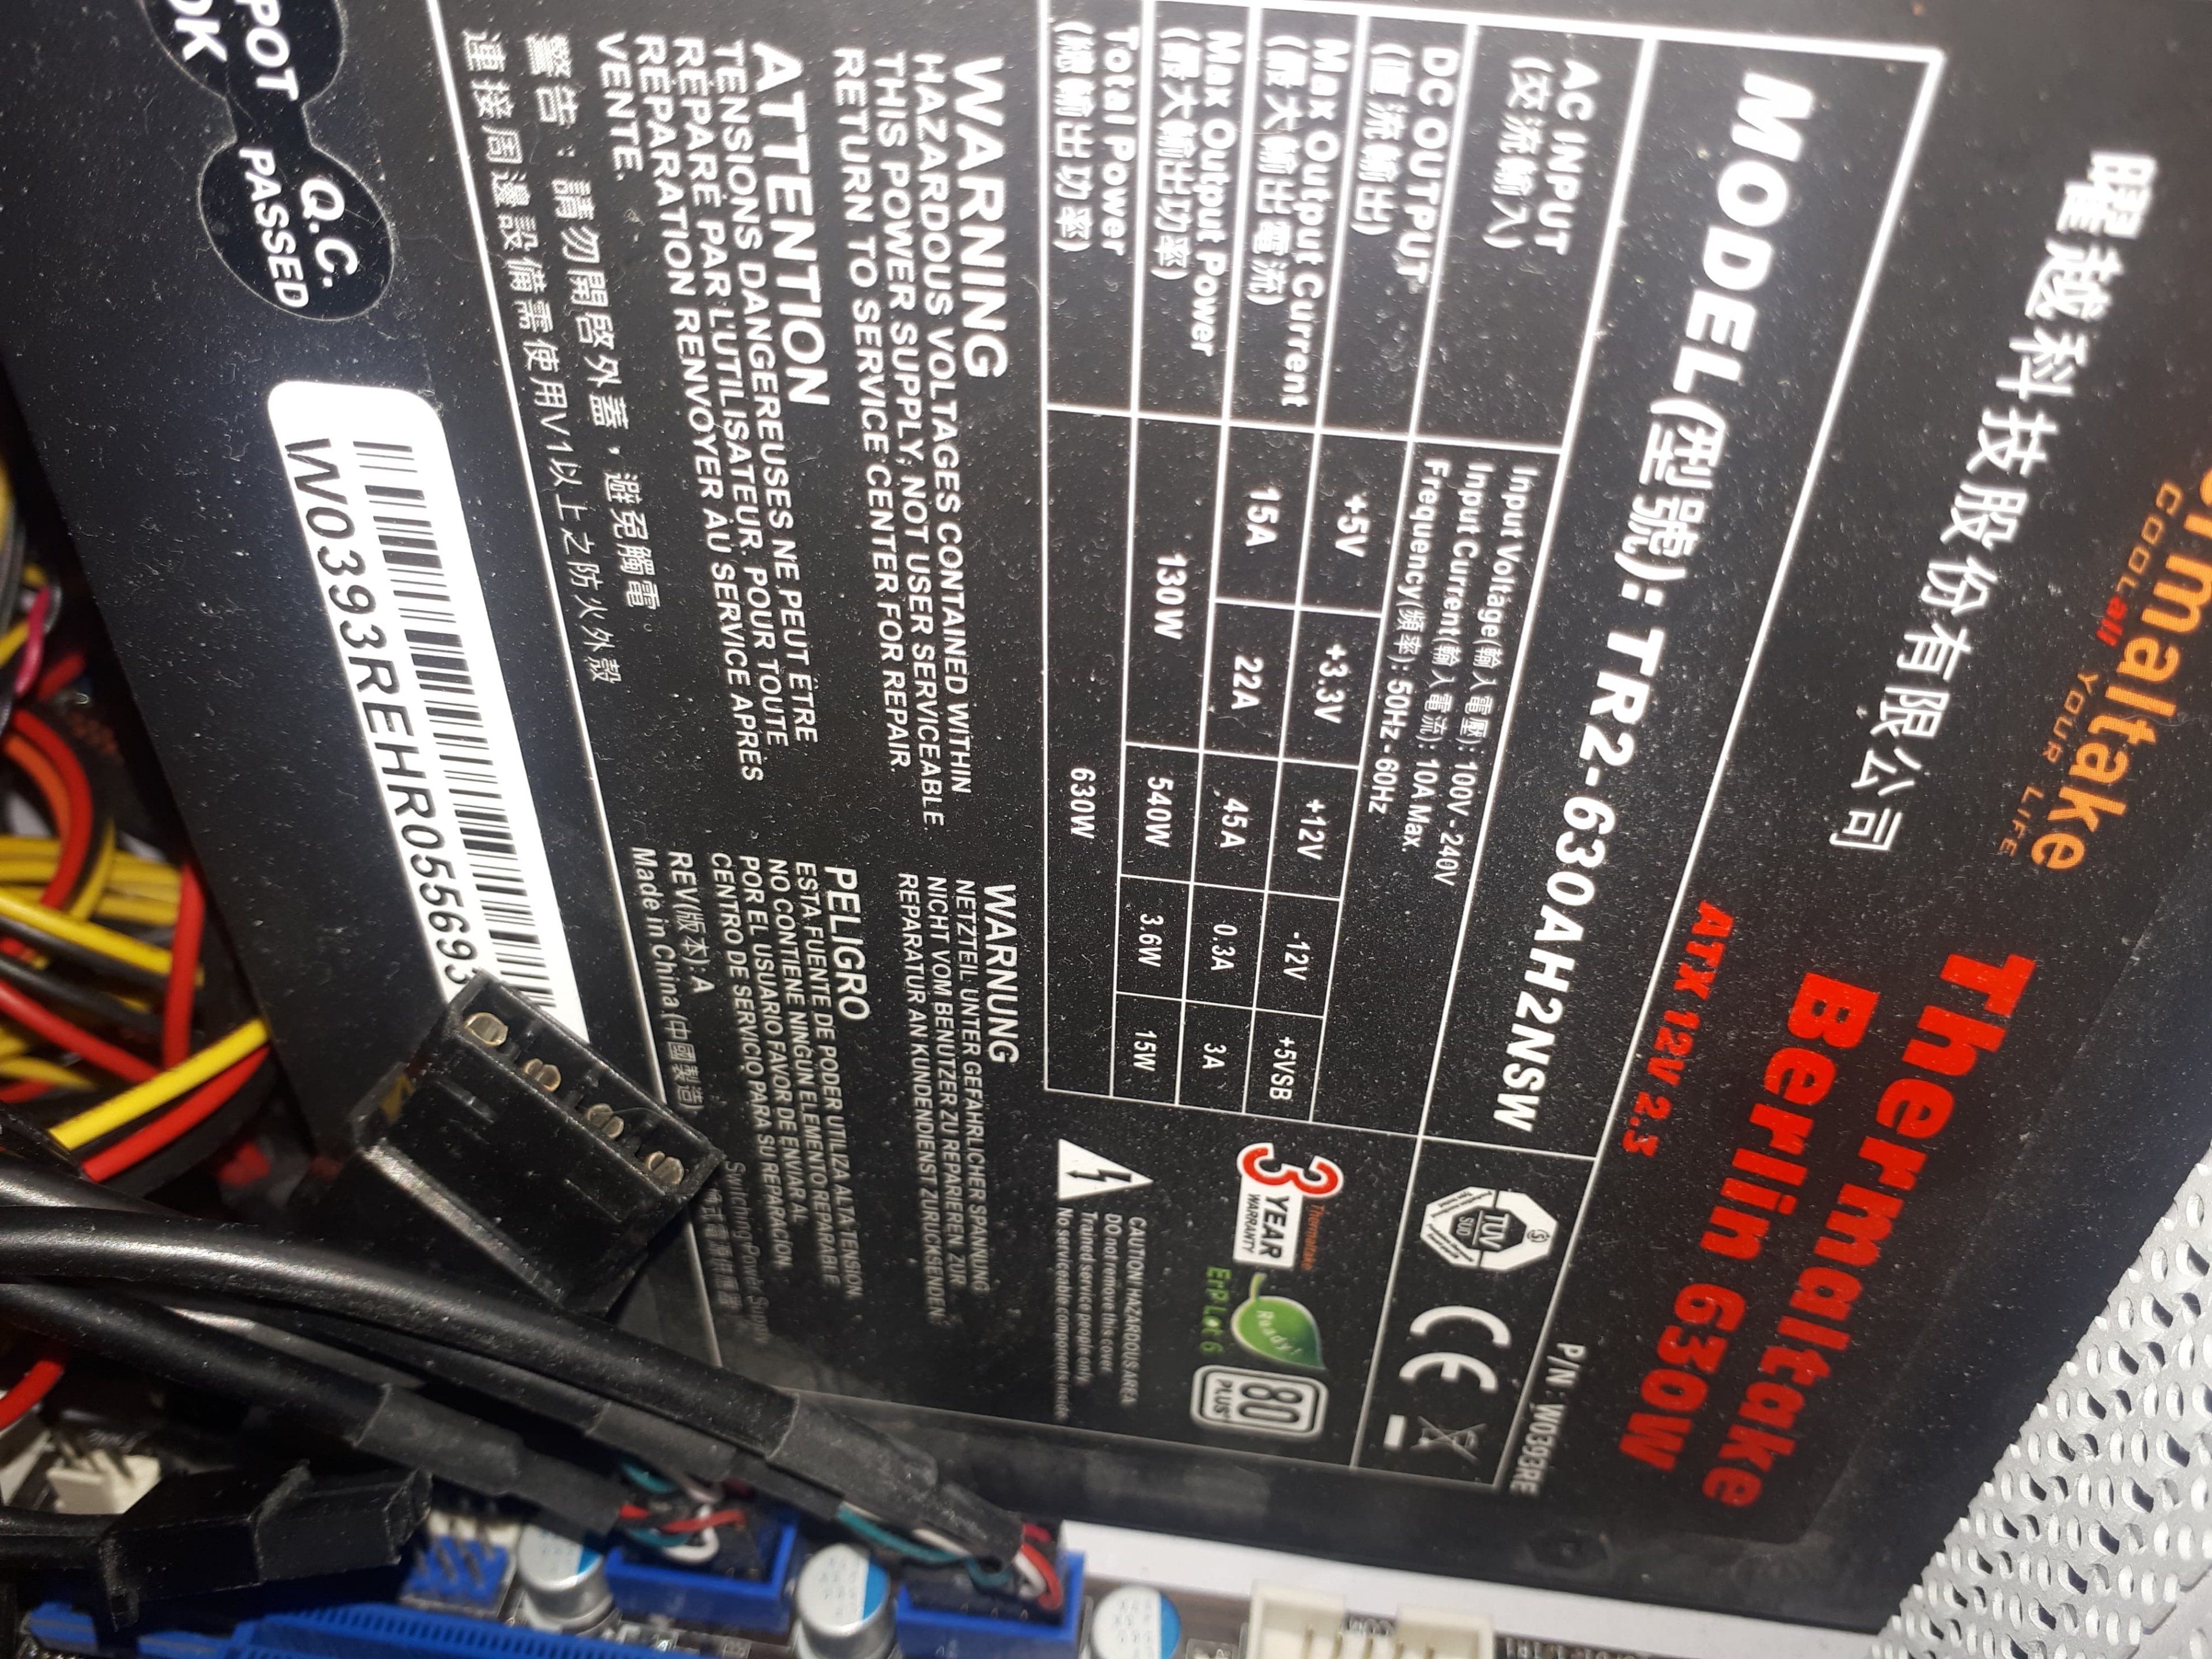 rmaltake
COOL all YOUR LIFE
曜越科技股份有限公司
Thermaltake
Berlin 630W
ATX 12V 2.3
P/N : W0393RE
MODEL(型號): TR2-630AH2NSW
AC INPUT
(交流輸入)
Input Voltage(輸入電壓): 100V - 240V
Input Current(輸入電流): 10A Max.
Frequency(頻率): 50Hz - 60Hz
DC OUTPUT
(直流輸出)
+5V +3.3V +12V -12V +5VSB
Max Output Current
(最大輸出電流)
15A 22A 45A 0.3A 3A
Max Output Power
(最大輸出功率)
130W 540W 3.6W 15W
Total Power
(總輸出功率)
630W
TUV
SUD
CE
Thermaltake
3 YEAR
WARRANTY
Ready!
ErP Lot 6
80
PLUS
CAUTION! HAZARDOUS AREA
DO not remove this cover.
Trained service people only.
No serviceable components inside.
WARNING
HAZARDOUS VOLTAGES CONTAINED WITHIN
THIS POWER SUPPLY, NOT USER SERVICEABLE.
RETURN TO SERVICE CENTER FOR REPAIR.
WARNUNG
NETZTEIL UNTER GEFÄHRLICHER SPANNUNG
NICHT VOM BENUTZER ZU REPARIEREN. ZUR
REPARATUR AN KUNDENDIENST ZURÜCKSENDEN.
ATTENTION
TENSIONS DANGEREUSES NE PEUT ÊTRE
RÉPARÉ PAR L'UTILISATEUR. POUR TOUTE
RÉPARATION RENVOYER AU SERVICE APRÈS
VENTE.
PELIGRO
ESTA FUENTE DE PODER UTILIZA ALTA TENSION
NO CONTIENE NINGUN ELEMENTO REPARABLE
POR EL USUARIO FAVOR DE ENVIAR AL
CENTRO DE SERVICIO PARA SU REPARACION
警告：請勿開啓外蓋，避免觸電。
連接周邊設備需使用V1以上之防火外殼
REV(版本): A
Made in China (中國製造)
Switching Power Supply
POT
OK
Q.C.
PASSED
W0393REHR055693